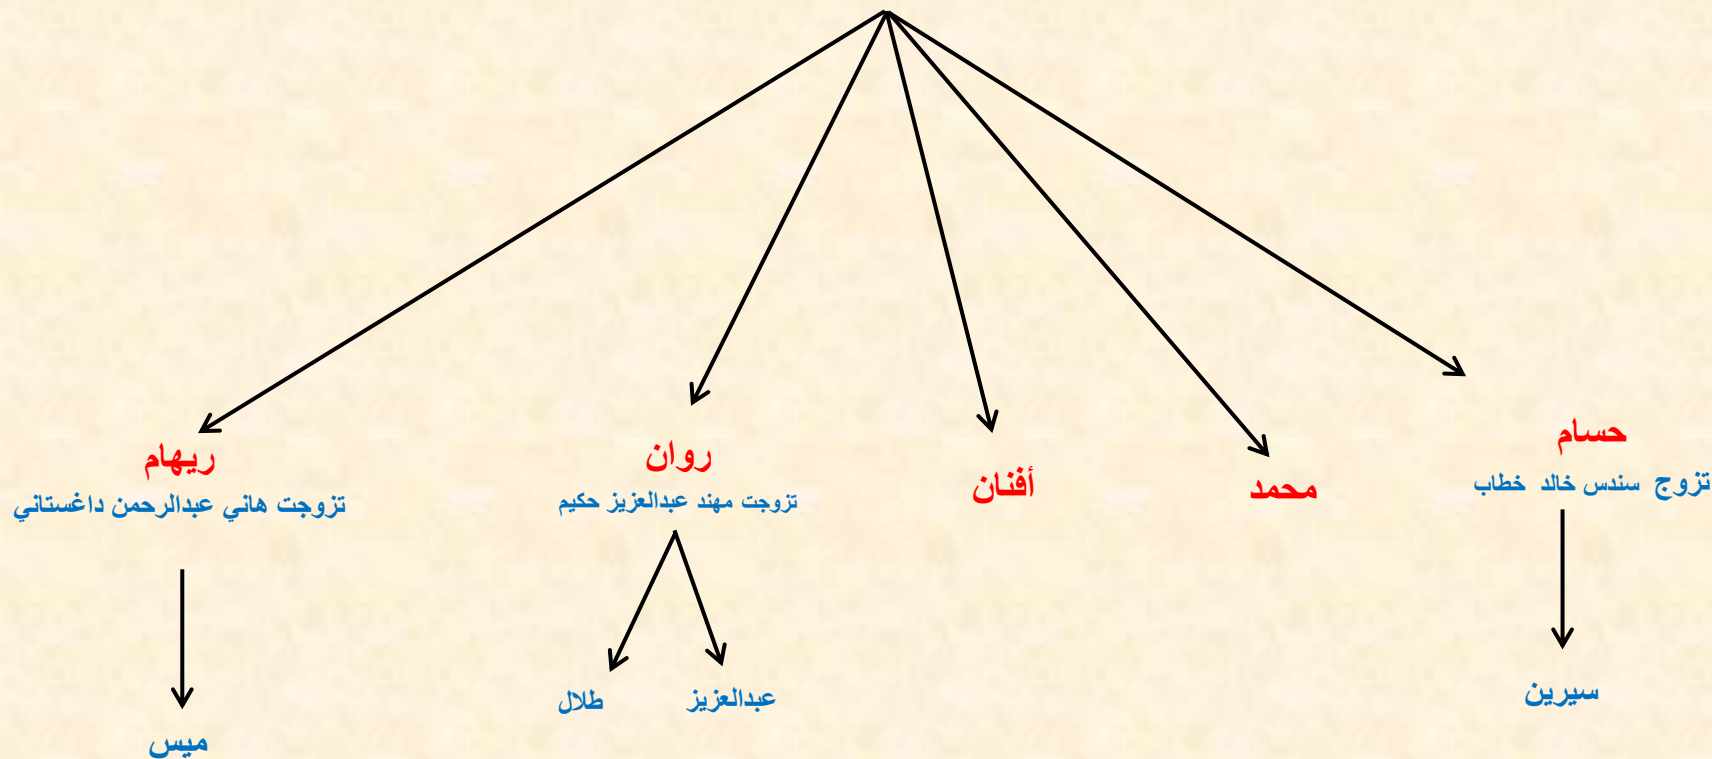 حسام
تزوج سندس خالد خطاب
محمد
أفنان
روان
تزوجت مهند عبدالعزيز حكيم
ريهام
تزوجت هاني عبدالرحمن داغستاني
سيرين
عبدالعزيز
طلال
ميس